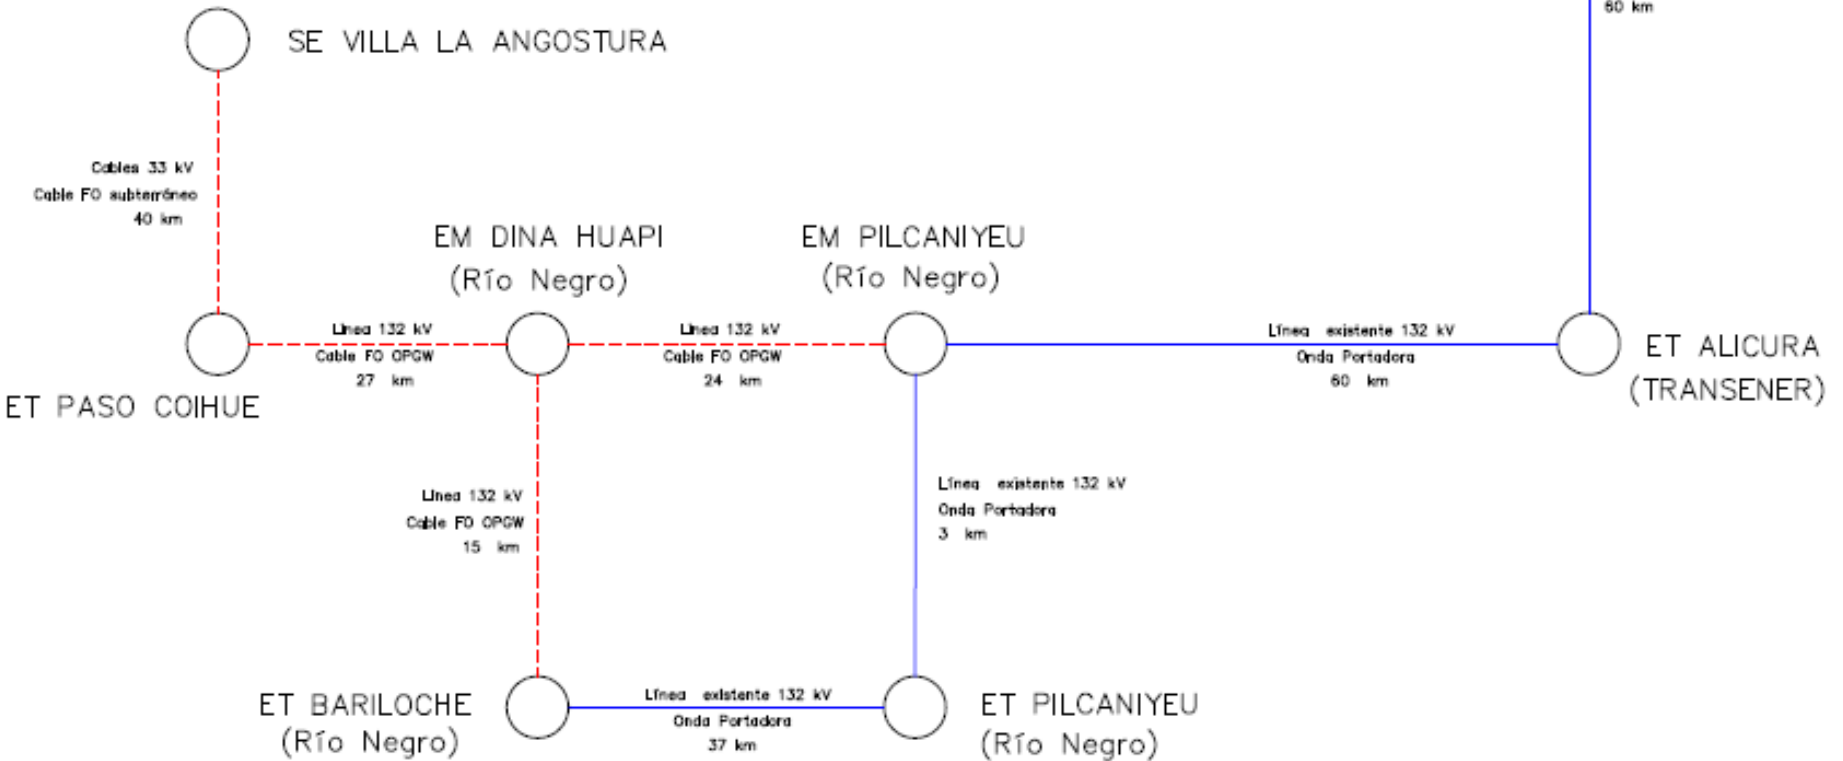 60 km
SE VILLA LA ANGOSTURA
Cables 33 kV
Cable FO subterráneo
40 km
EM DINA HUAPI
(Río Negro)
EM PILCANIYEU
(Río Negro)
Línea 132 kV
Cable FO OPGW
27 km
Línea 132 kV
Cable FO OPGW
24 km
Línea existente 132 kV
Onda Portadora
60 km
ET ALICURA
(TRANSENER)
ET PASO COIHUE
Línea 132 kV
Cable FO OPGW
15 km
Línea existente 132 kV
Onda Portadora
3 km
ET BARILOCHE
(Río Negro)
Línea existente 132 kV
Onda Portadora
37 km
ET PILCANIYEU
(Río Negro)